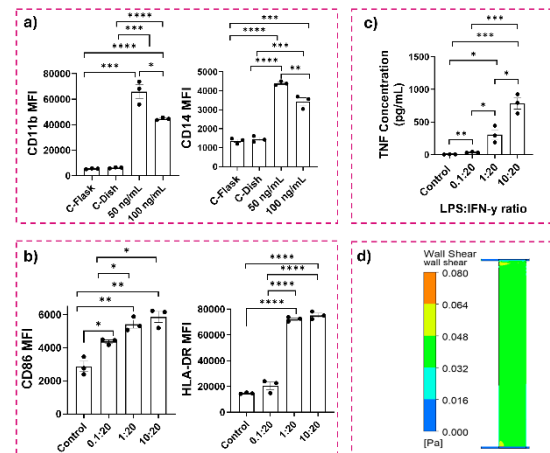 a)
****
***
****
***
*
CD11b MFI
80000
60000
40000
20000
0
C-Flask
C-Dish
50 ng/mL
100 ng/mL
***
****
***
****
**
CD14 MFI
5000
4000
3000
2000
1000
0
C-Flask
C-Dish
50 ng/mL
100 ng/mL
c)
***
***
*
*
*
**
TNF Concentration
(pg/mL)
1500
1000
500
0
Control
0.1:20
1:20
10:20
LPS:IFN-y ratio
b)
*
*
**
**
*
CD86 MFI
8000
6000
4000
2000
0
Control
0.1:20
1:20
10:20
****
****
****
****
HLA-DR MFI
80000
60000
40000
20000
0
Control
0.1:20
1:20
10:20
d)
Wall Shear
wall shear
0.080
0.064
0.048
0.032
0.016
0.000
[Pa]